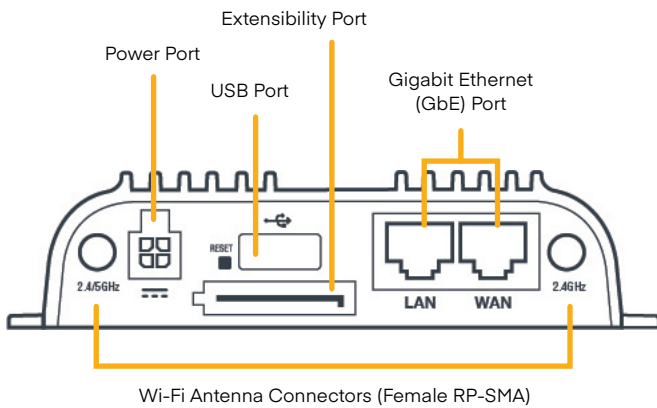 Extensibility Port
Power Port
USB Port
Gigabit Ethernet
(GbE) Port
RESET
2.4/5GHz
LAN
WAN
2.4GHz
Wi-Fi Antenna Connectors (Female RP-SMA)